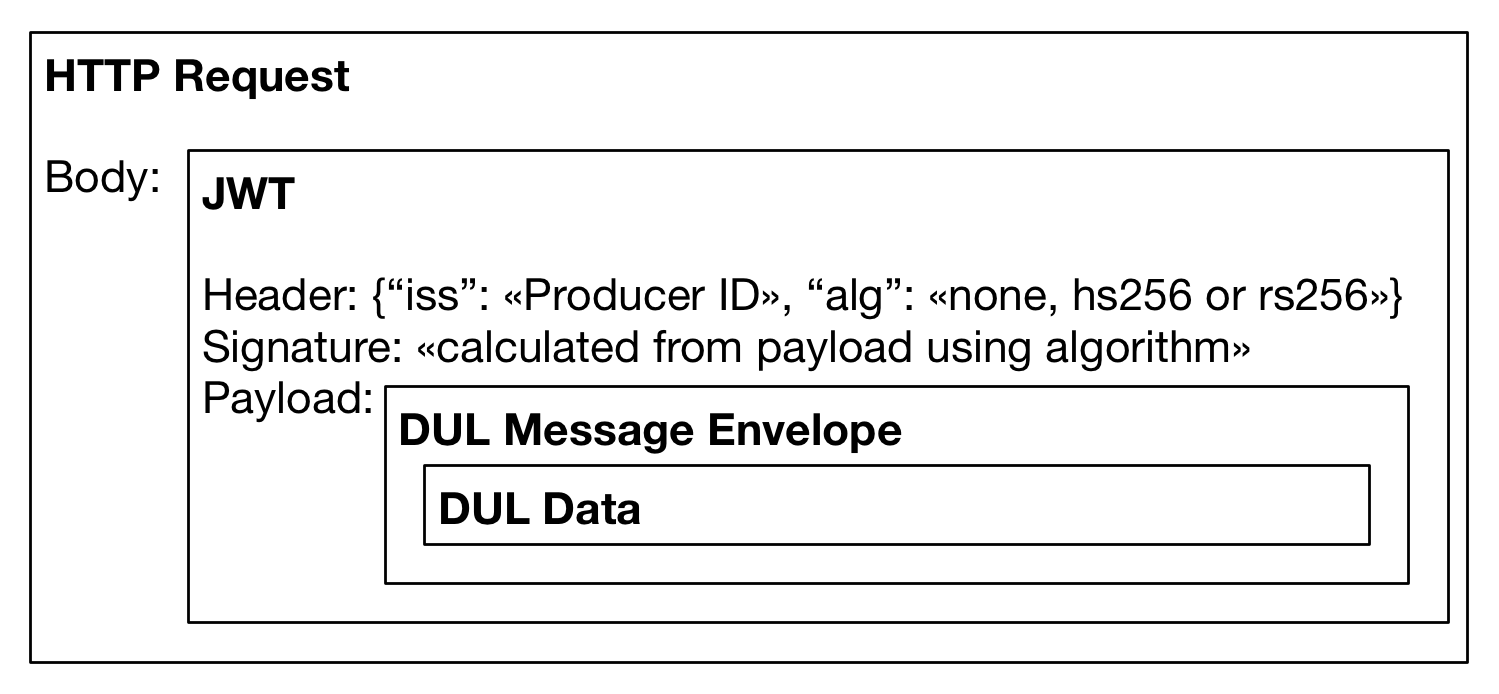 HTTP Request
Body:
JWT
Header: {“iss”: «Producer ID», “alg”: «none, hs256 or rs256»}
Signature: «calculated from payload using algorithm»
Payload:
DUL Message Envelope
DUL Data